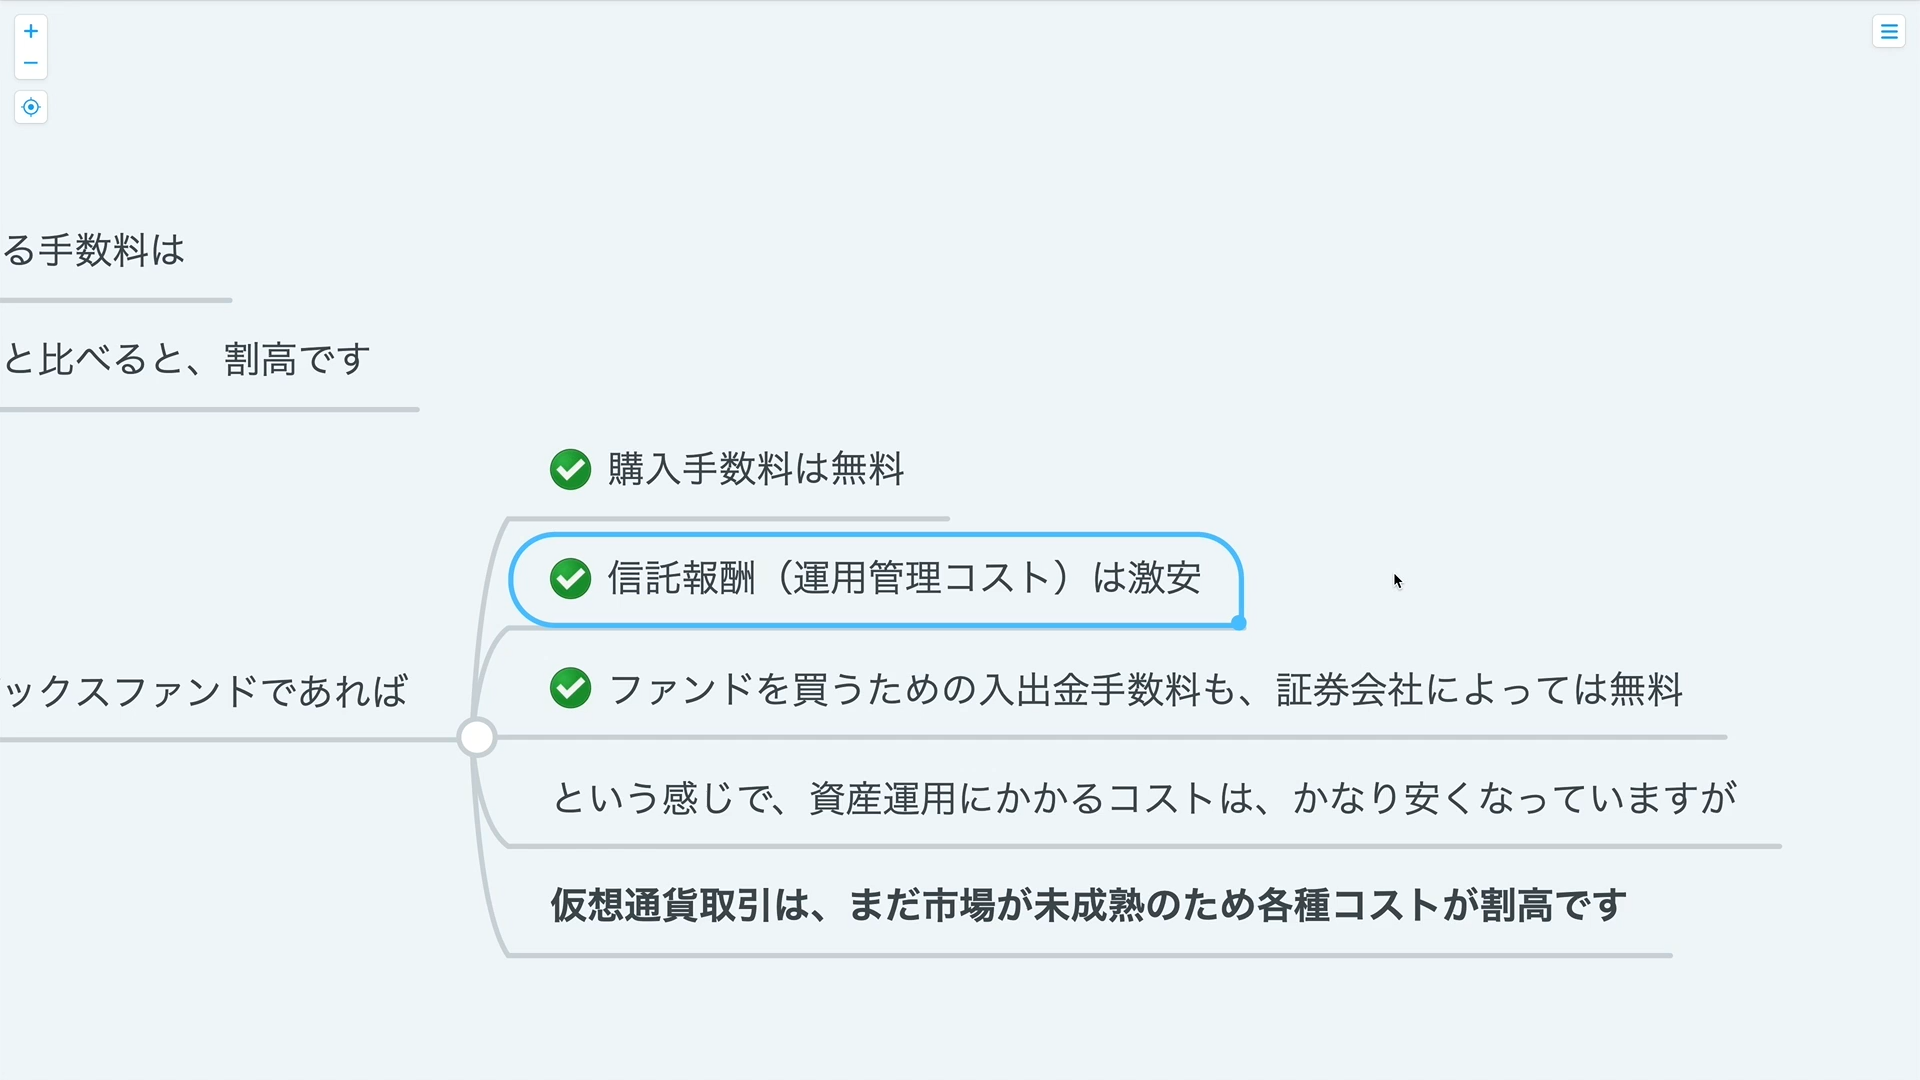 る手数料は
と比べると、割高です
購入手数料は無料
信託報酬（運用管理コスト）は激安
ックスファンドであれば
ファンドを買うための入出金手数料も、証券会社によっては無料
という感じで、資産運用にかかるコストは、かなり安くなっていますが
仮想通貨取引は、まだ市場が未成熟のため各種コストが割高です